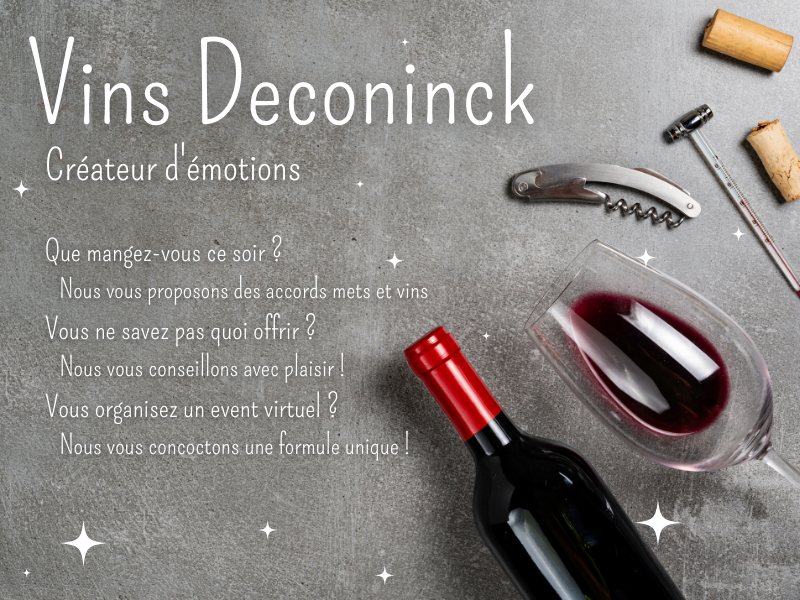 Vins Deconinck
Créateur d'émotions
Que mangez-vous ce soir ?
Nous vous proposons des accords mets et vins
Vous ne savez pas quoi offrir ?
Nous vous conseillons avec plaisir !
Vous organisez un event virtuel ?
Nous vous concoctons une formule unique !